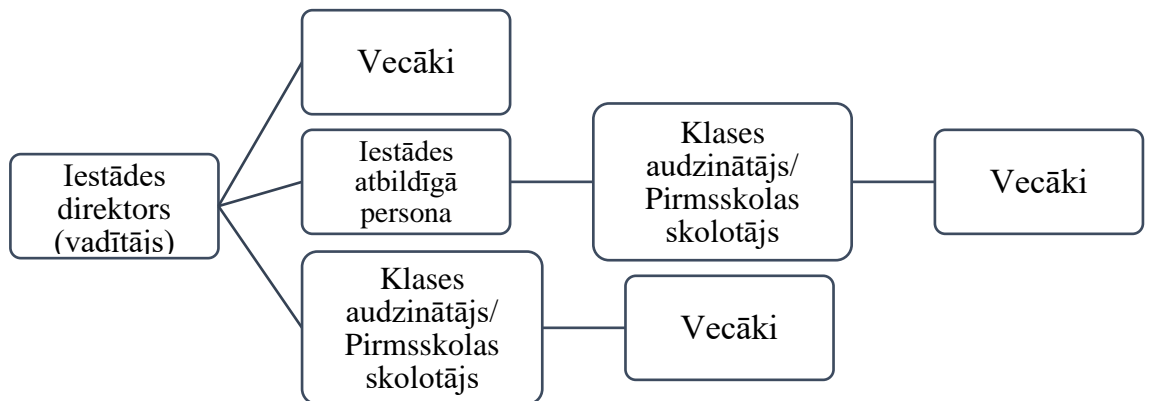 Vecāki
Iestādes
atbildīgā
persona
Klases
audzinātājs/
Pirmsskolas
skolotājs
Vecāki
Iestādes
direktors
(vadītājs)
Klases
audzinātājs/
Pirmsskolas
skolotājs
Vecāki